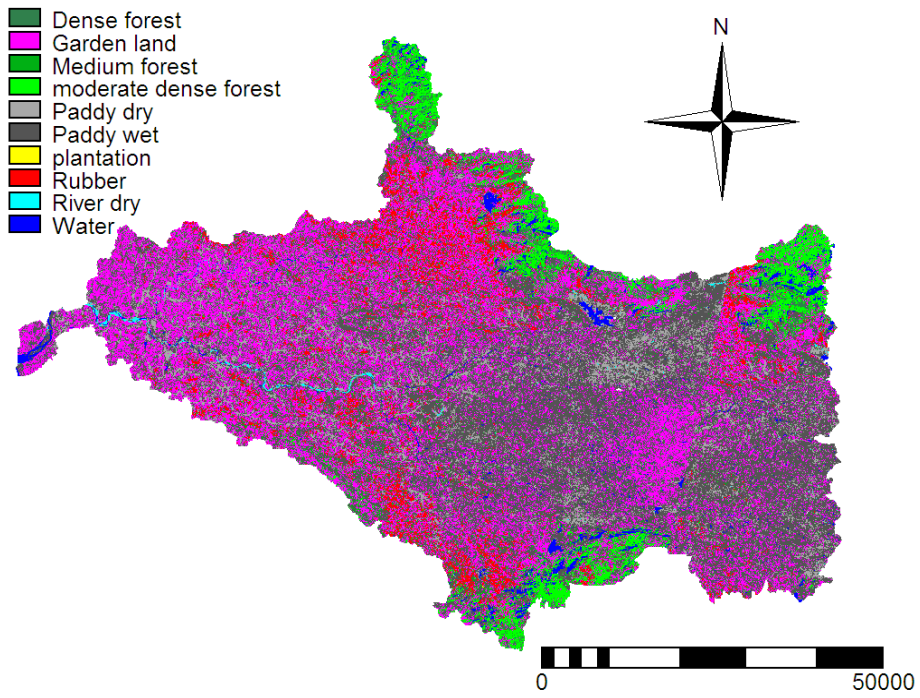 Dense forest
Garden land
Medium forest
moderate dense forest
Paddy dry
Paddy wet
plantation
Rubber
River dry
Water
N
0 50000